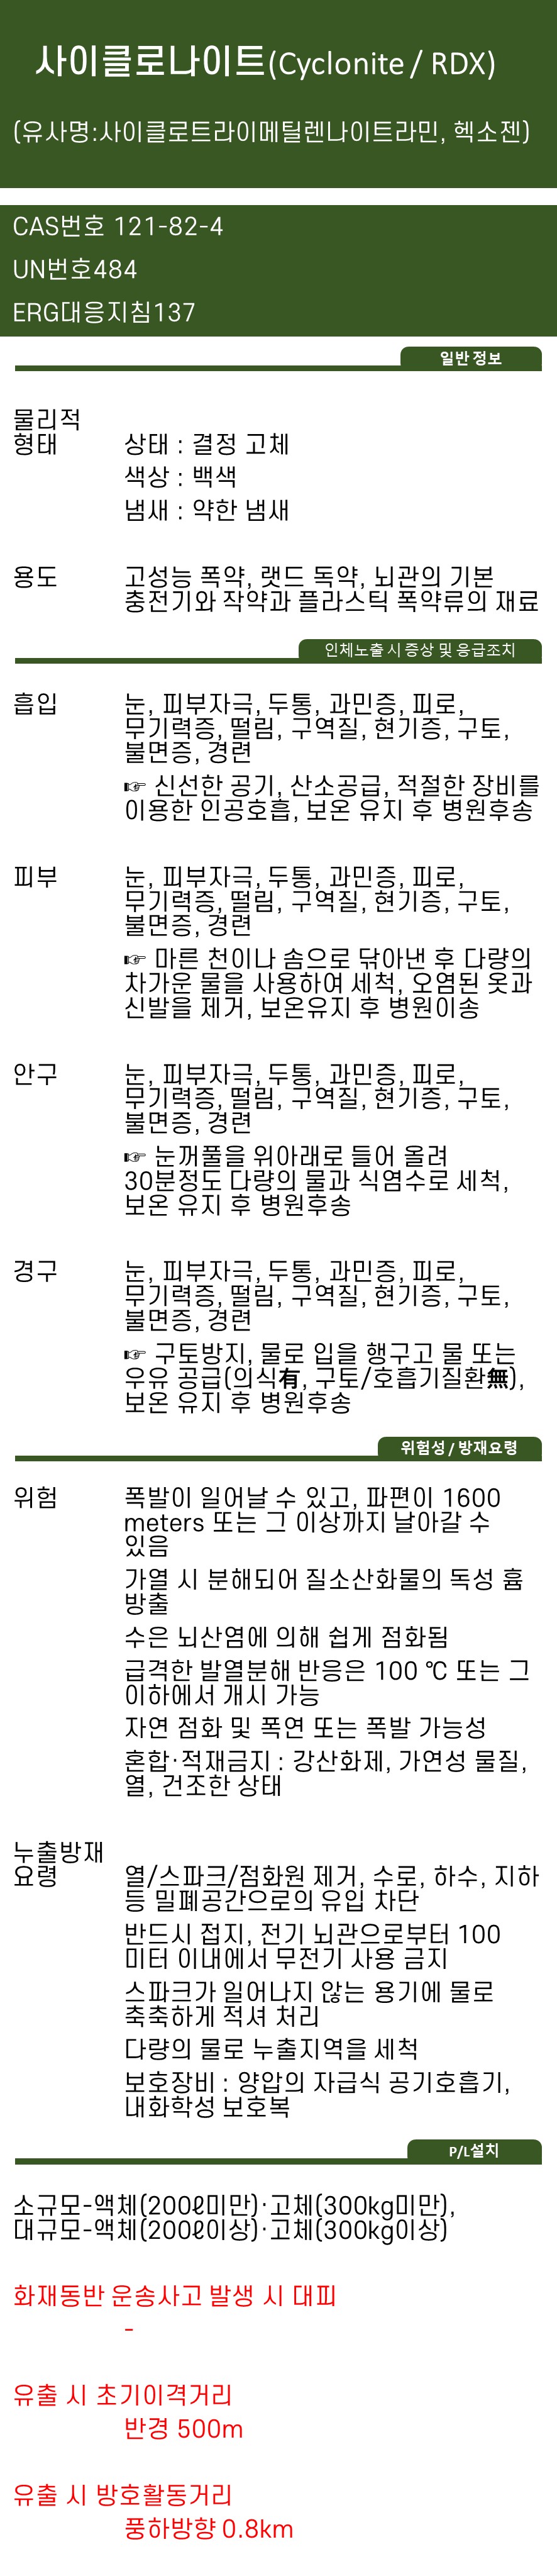 사이클로나이트(Cyclonite / RDX)
(유사명:사이클로트라이메틸렌나이트라민, 헥소젠)
CAS번호 121-82-4
UN번호484
ERG대응지침137
일반 정보
물리적
형태
상태 : 결정 고체
색상 : 백색
냄새 : 약한 냄새
용도
고성능 폭약, 랫드 독약, 뇌관의 기본
충전기와 작약과 플라스틱 폭약류의 재료
인체노출 시 증상 및 응급조치
흡입
눈, 피부자극, 두통, 과민증, 피로,
무기력증, 떨림, 구역질, 현기증, 구토,
불면증, 경련
☞ 신선한 공기, 산소공급, 적절한 장비를
이용한 인공호흡, 보온 유지 후 병원후송
피부
눈, 피부자극, 두통, 과민증, 피로,
무기력증, 떨림, 구역질, 현기증, 구토,
불면증, 경련
☞ 마른 천이나 솜으로 닦아낸 후 다량의
차가운 물을 사용하여 세척, 오염된 옷과
신발을 제거, 보온유지 후 병원이송
안구
눈, 피부자극, 두통, 과민증, 피로,
무기력증, 떨림, 구역질, 현기증, 구토,
불면증, 경련
☞ 눈꺼풀을 위아래로 들어 올려
30분정도 다량의 물과 식염수로 세척,
보온 유지 후 병원후송
경구
눈, 피부자극, 두통, 과민증, 피로,
무기력증, 떨림, 구역질, 현기증, 구토,
불면증, 경련
☞ 구토방지, 물로 입을 행구고 물 또는
우유 공급(의식有, 구토/호흡기질환無),
보온 유지 후 병원후송
위험성 / 방재요령
위험
폭발이 일어날 수 있고, 파편이 1600
meters 또는 그 이상까지 날아갈 수
있음
가열 시 분해되어 질소산화물의 독성 흄
방출
수은 뇌산염에 의해 쉽게 점화됨
급격한 발열분해 반응은 100 ℃ 또는 그
이하에서 개시 가능
자연 점화 및 폭연 또는 폭발 가능성
혼합·적재금지 : 강산화제, 가연성 물질,
열, 건조한 상태
누출방재
요령
열/스파크/점화원 제거, 수로, 하수, 지하
등 밀폐공간으로의 유입 차단
반드시 접지, 전기 뇌관으로부터 100
미터 이내에서 무전기 사용 금지
스파크가 일어나지 않는 용기에 물로
축축하게 적셔 처리
다량의 물로 누출지역을 세척
보호장비 : 양압의 자급식 공기호흡기,
내화학성 보호복
P/L설치
소규모-액체(200ℓ미만)·고체(300kg미만),
대규모-액체(200ℓ이상)·고체(300kg이상)
화재동반 운송사고 발생 시 대피
-
유출 시 초기이격거리
반경 500m
유출 시 방호활동거리
풍하방향 0.8km